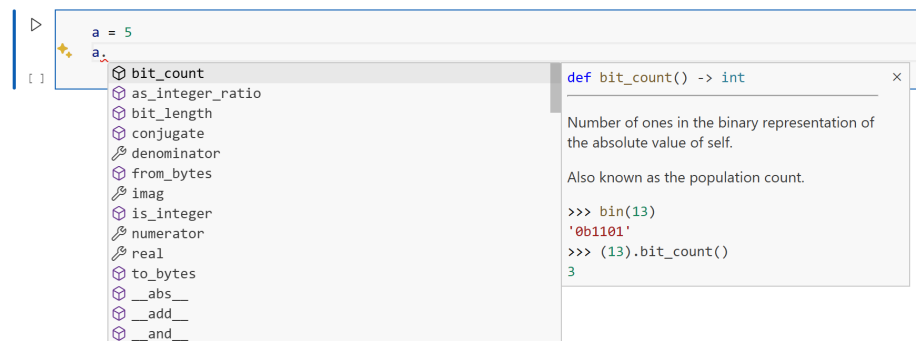 a = 5
a.
[ ]
bit_count
as_integer_ratio
bit_length
conjugate
denominator
from_bytes
imag
is_integer
numerator
real
to_bytes
__abs__
__add__
__and__
def bit_count() -> int
Number of ones in the binary representation of
the absolute value of self.
Also known as the population count.
>>> bin(13)
'0b1101'
>>> (13).bit_count()
3